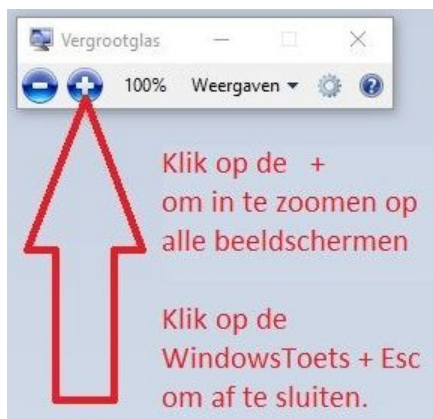 Vergrootglas
100% Weergaven
Klik op de +
om in te zoomen op
alle beeldschermen
Klik op de
WindowsToets + Esc
om af te sluiten.